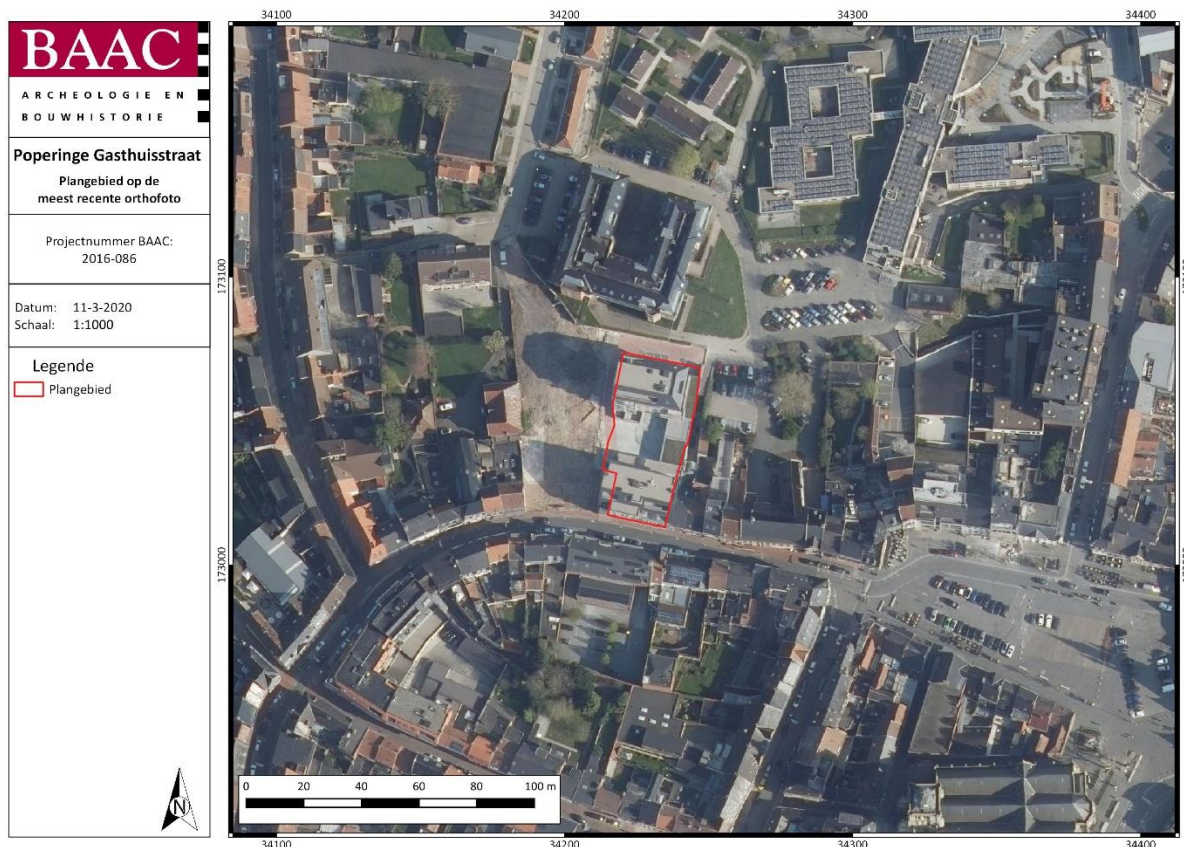 BAAC
ARCHEOLOGIE EN
BOUWHISTORIE
Poperinge Gasthuisstraat
Plangebied op de
meest recente orthofoto
Projectnummer BAAC:
2016-086
Datum: 11-3-2020
Schaal: 1:1000
Legende
Plangebied
N
34100 34200 34300 34400
173100 173100
173000 173000
0 20 40 60 80 100 m
34100 34200 34300 34400